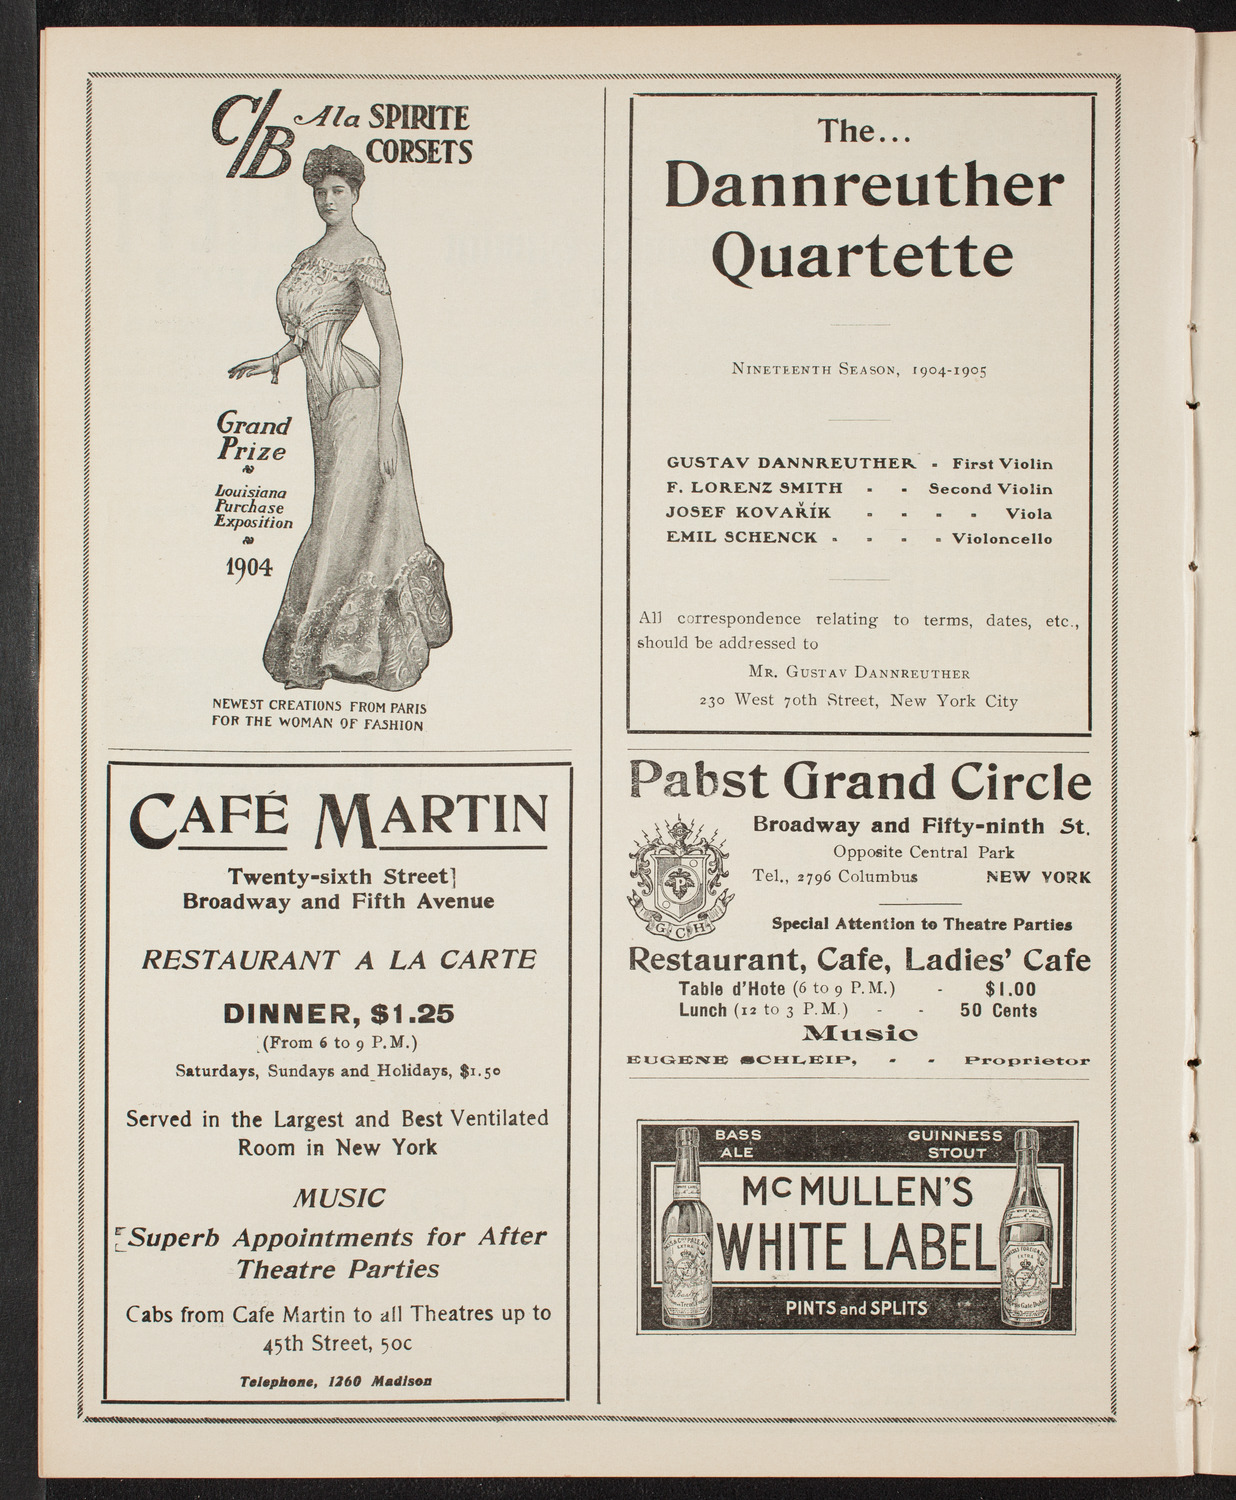 C/B Ala SPIRITE
CORSETS
Grand
Prize
Louisiana
Purchase
Exposition
1904
NEWEST CREATIONS FROM PARIS
FOR THE WOMAN OF FASHION
CAFÉ MARTIN
Twenty-sixth Street]
Broadway and Fifth Avenue
RESTAURANT A LA CARTE
DINNER, $1.25
(From 6 to 9 P.M.)
Saturdays, Sundays and Holidays, $1.50
Served in the Largest and Best Ventilated
Room in New York
MUSIC
Superb Appointments for After
Theatre Parties
Cabs from Cafe Martin to all Theatres up to
45th Street, 50c
Telephone, 1260 Madison
The...
Dannreuther
Quartette
NINETEENTH SEASON, 1904-1905
GUSTAV DANNREUTHER - First Violin
F. LORENZ SMITH - - Second Violin
JOSEF KOVAŘÍK - - - - Viola
EMIL SCHENCK - - - - Violoncello
All correspondence relating to terms, dates, etc.,
should be addressed to
MR. GUSTAV DANNREUTHER
230 West 70th Street, New York City
Pabst Grand Circle
Broadway and Fifty-ninth St.
Opposite Central Park
Tel., 2796 Columbus NEW YORK
P
G C H
Special Attention to Theatre Parties
Restaurant, Cafe, Ladies' Cafe
Table d'Hote (6 to 9 P.M.) - $1.00
Lunch (12 to 3 P.M.) - - 50 Cents
Music
EUGENE SCHLEIP, - - Proprietor
BASS
ALE
GUINNESS
STOUT
MCMULLEN'S
WHITE LABEL
PINTS and SPLITS